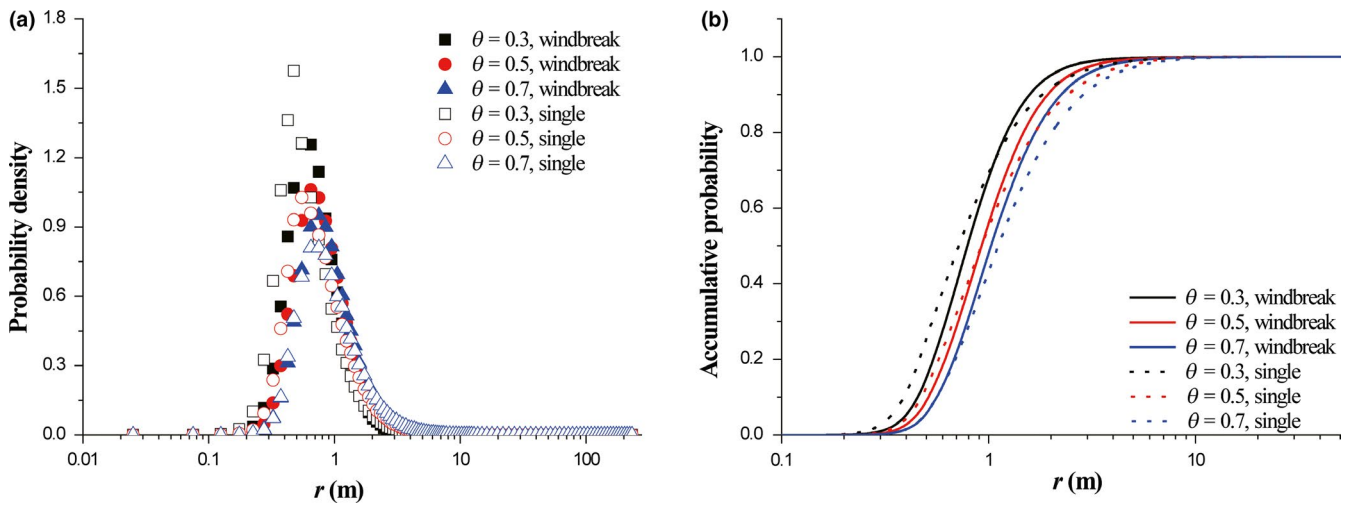 (a)
1.8
1.5
1.2
0.9
0.6
0.3
0.0
Probability density
0.01
0.1
1
10
100
r (m)
θ = 0.3, windbreak
θ = 0.5, windbreak
θ = 0.7, windbreak
θ = 0.3, single
θ = 0.5, single
θ = 0.7, single
(b)
1.0
0.8
0.6
0.4
0.2
0.0
Accumulative probability
0.1
1
10
r (m)
θ = 0.3, windbreak
θ = 0.5, windbreak
θ = 0.7, windbreak
θ = 0.3, single
θ = 0.5, single
θ = 0.7, single